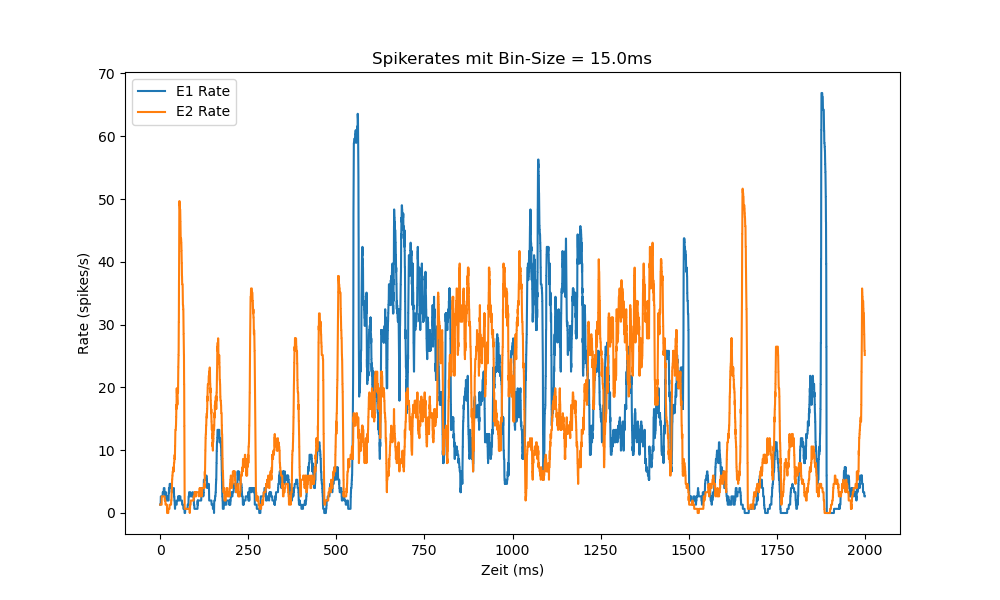 Spikerates mit Bin-Size = 15.0ms
E1 Rate
E2 Rate
Rate (spikes/s)
70
60
50
40
30
20
10
0
0 250 500 750 1000 1250 1500 1750 2000
Zeit (ms)